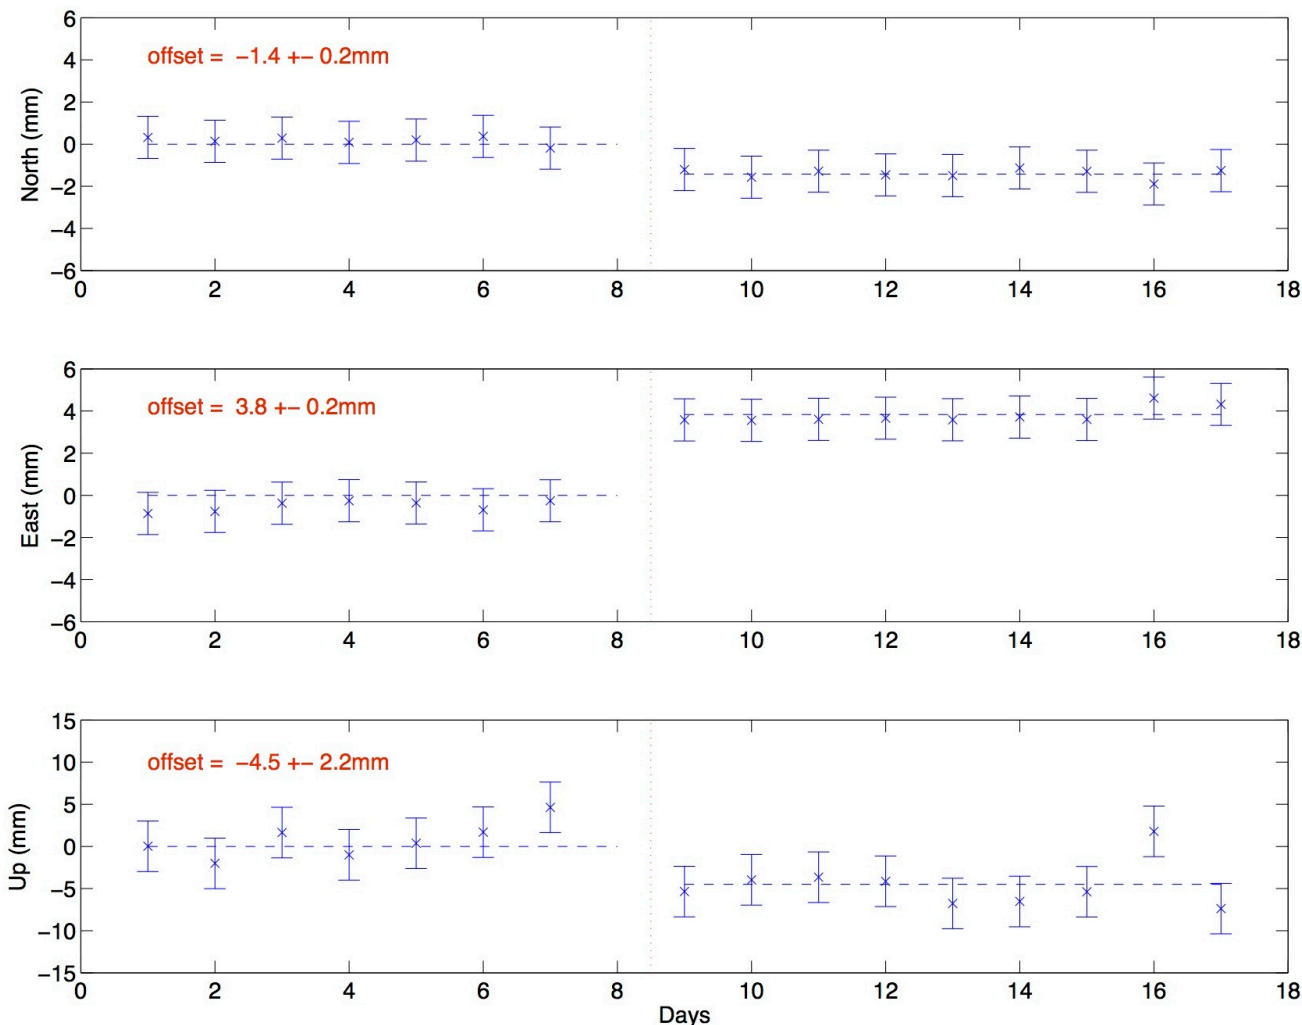 6
4
2
0
−2
−4
−6
North (mm)
offset = −1.4 +− 0.2mm
0 2 4 6 8 10 12 14 16 18
6
4
2
0
−2
−4
−6
East (mm)
offset = 3.8 +− 0.2mm
0 2 4 6 8 10 12 14 16 18
15
10
5
0
−5
−10
−15
Up (mm)
offset = −4.5 +− 2.2mm
0 2 4 6 8 10 12 14 16 18
Days